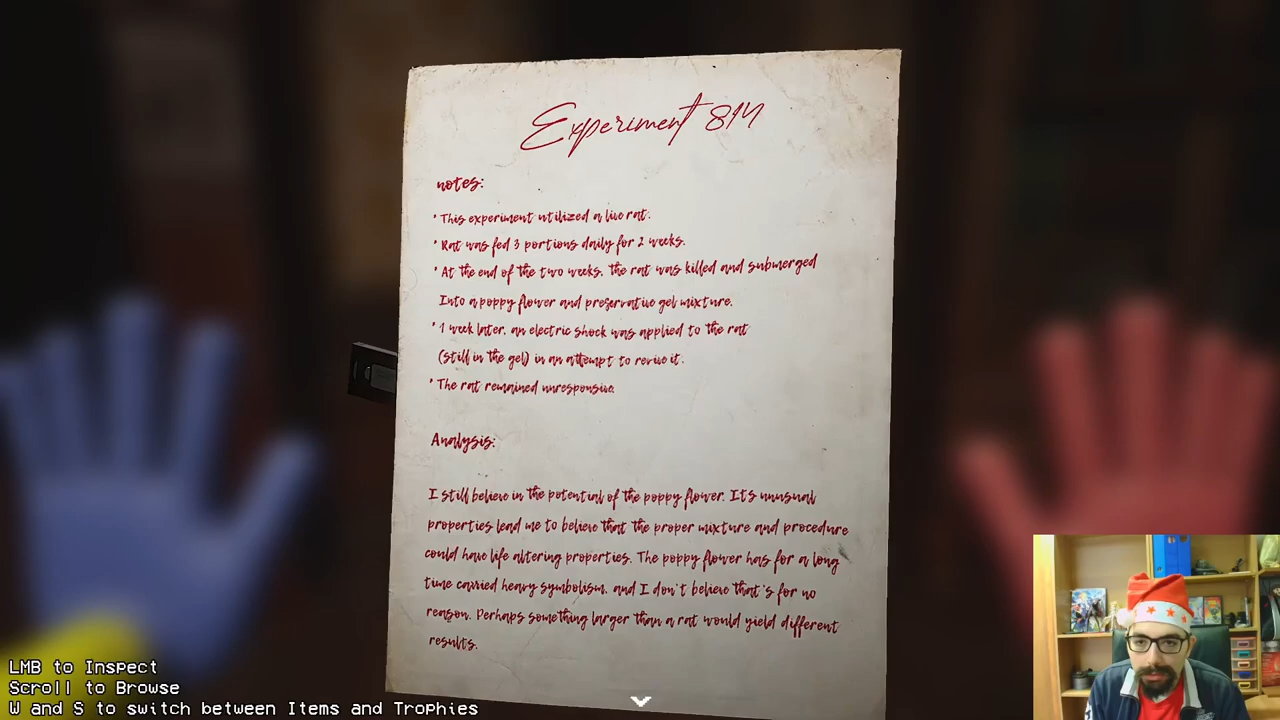 Experiment 814
notes:
• This experiment utilized a live rat.
• Rat was fed 3 portions daily for 2 weeks.
• At the end of the two weeks, the rat was killed and submerged
Into a poppy flower and preservative gel mixture.
• 1 week later, an electric shock was applied to the rat
(Still in the gel) in an attempt to revive it.
• The rat remained unresponsive.
Analysis:
I still believe in the potential of the poppy flower. Its unusual
properties lead me to believe that the proper mixture and procedure
could have life altering properties. The poppy flower has for a long
time carried heavy symbolism, and I don't believe that's for no
reason. Perhaps something larger than a rat would yield different
results.
LMB to Inspect
Scroll to Browse
W and S to switch between Items and Trophies